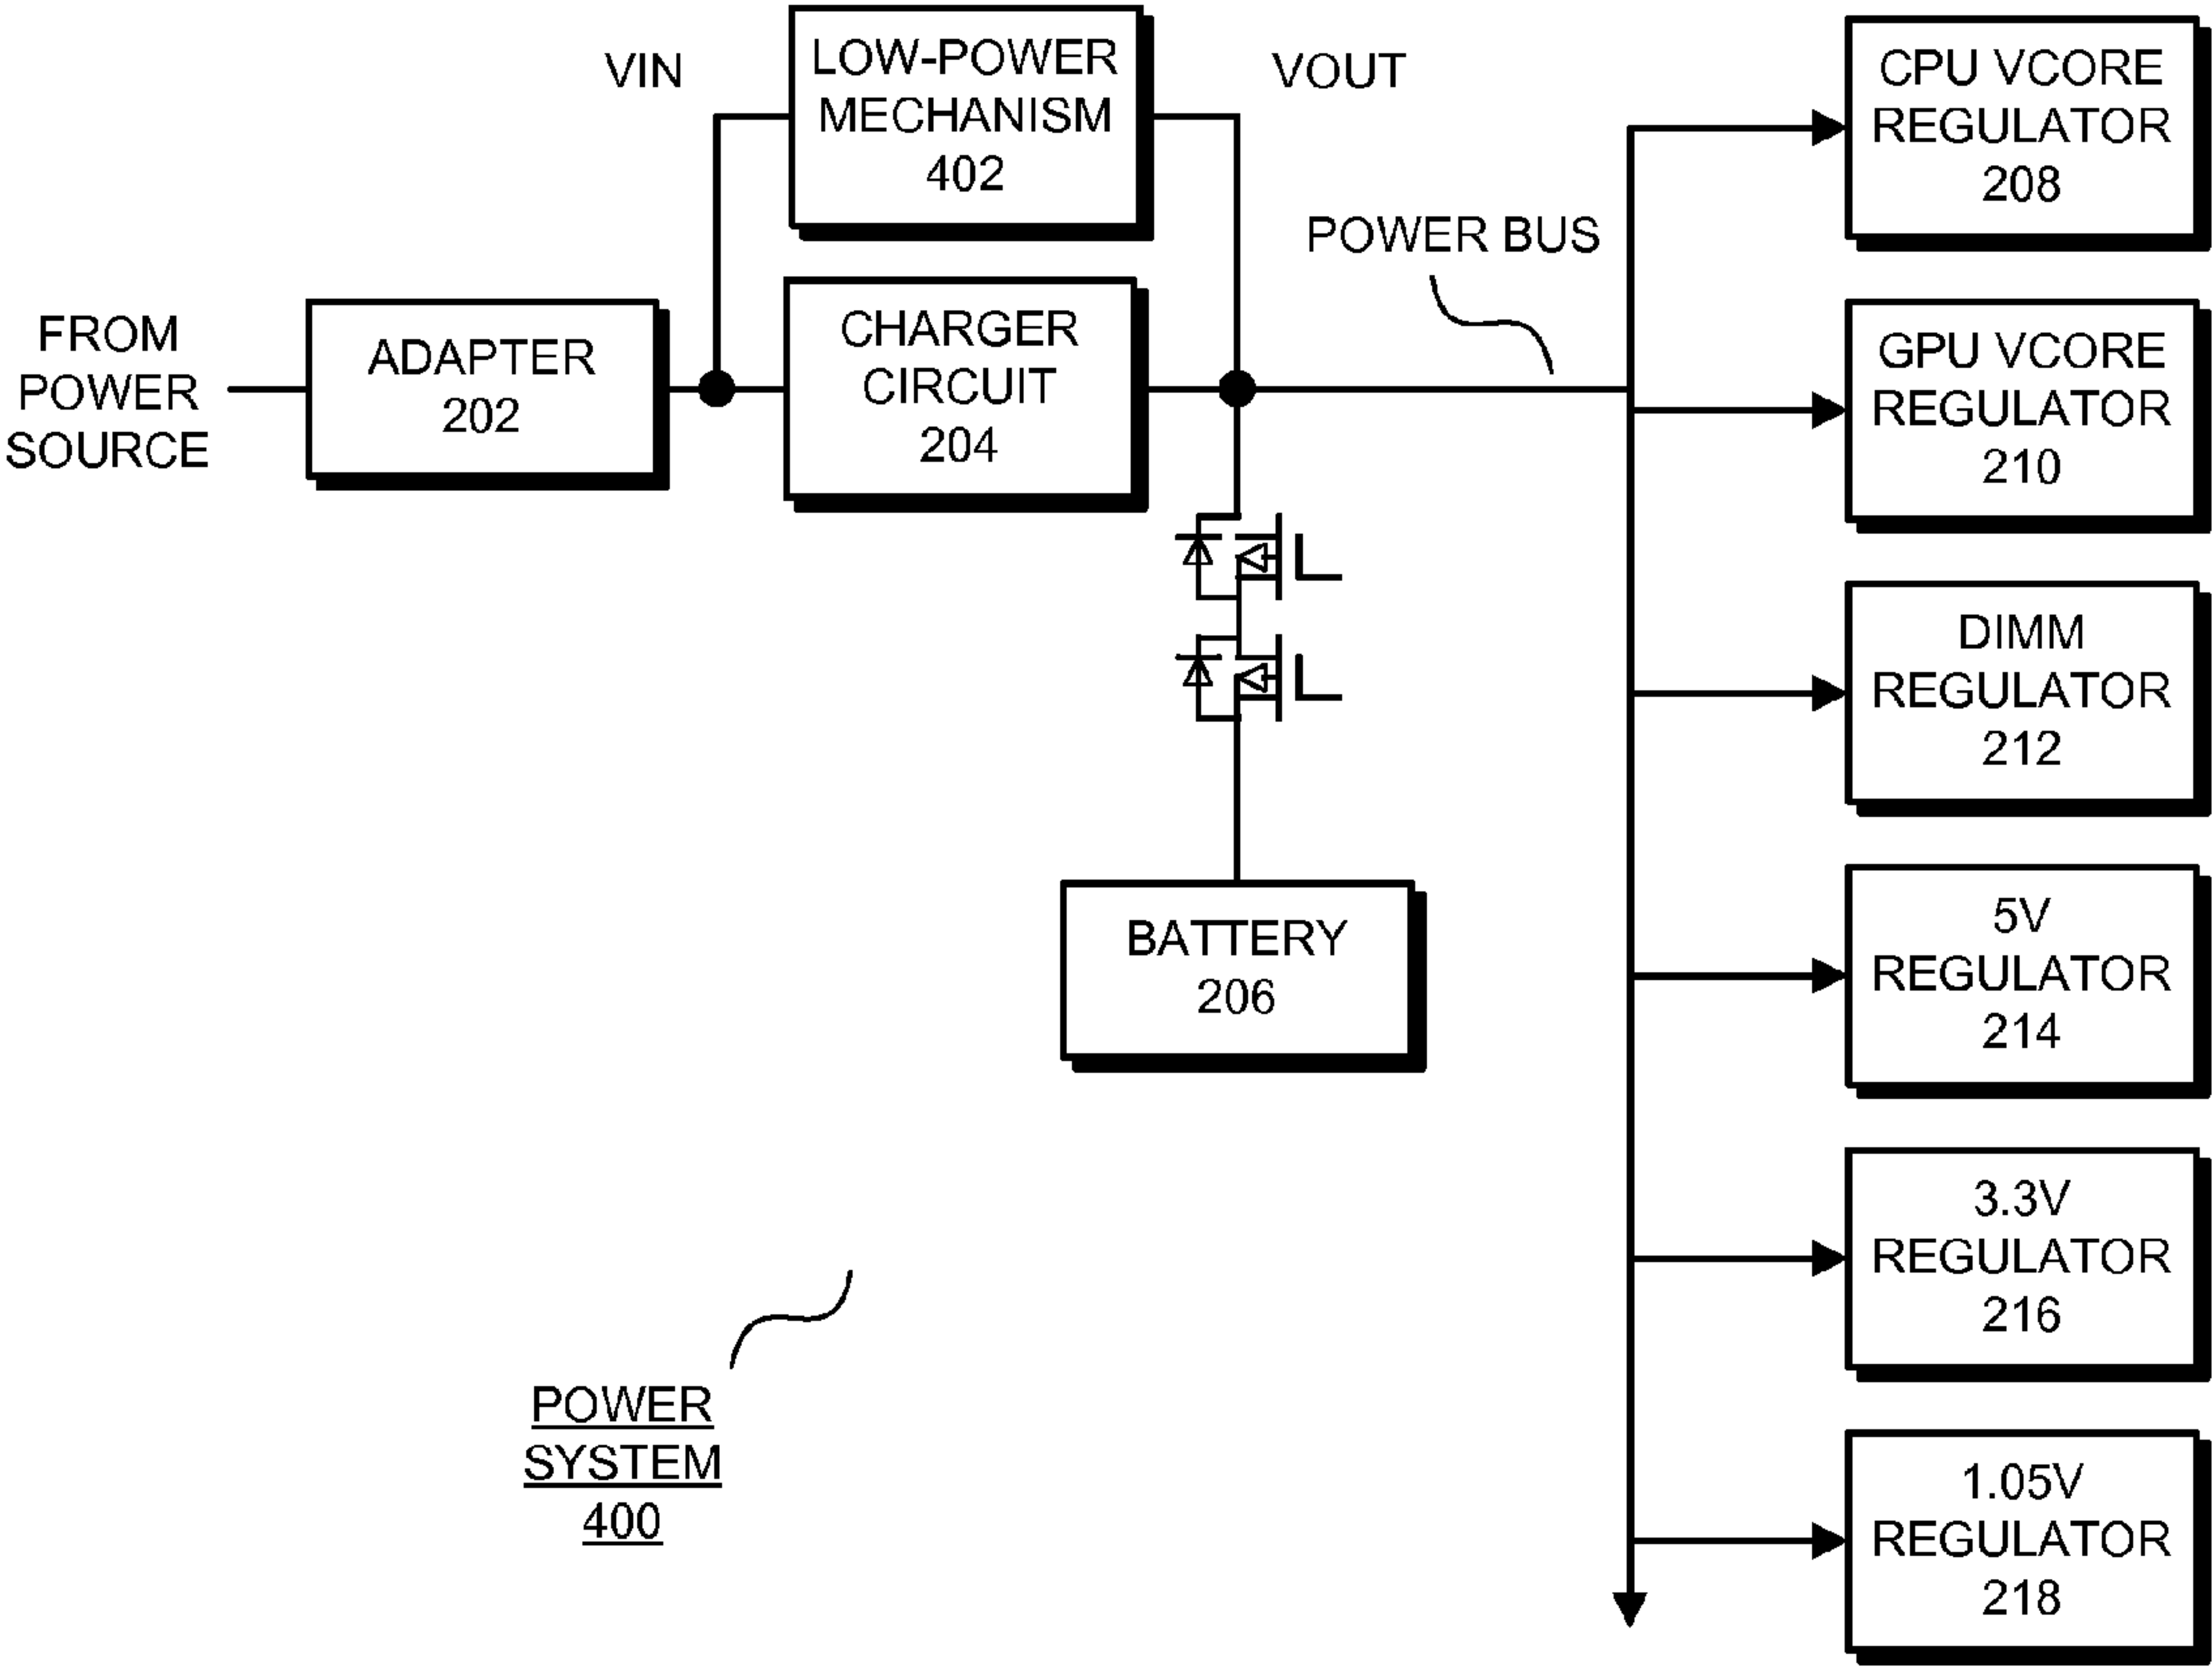 VIN
LOW-POWER
MECHANISM
402
VOUT
POWER BUS
FROM
POWER
SOURCE
ADAPTER
202
CHARGER
CIRCUIT
204
BATTERY
206
CPU VCORE
REGULATOR
208
GPU VCORE
REGULATOR
210
DIMM
REGULATOR
212
5V
REGULATOR
214
3.3V
REGULATOR
216
1.05V
REGULATOR
218
POWER
SYSTEM
400